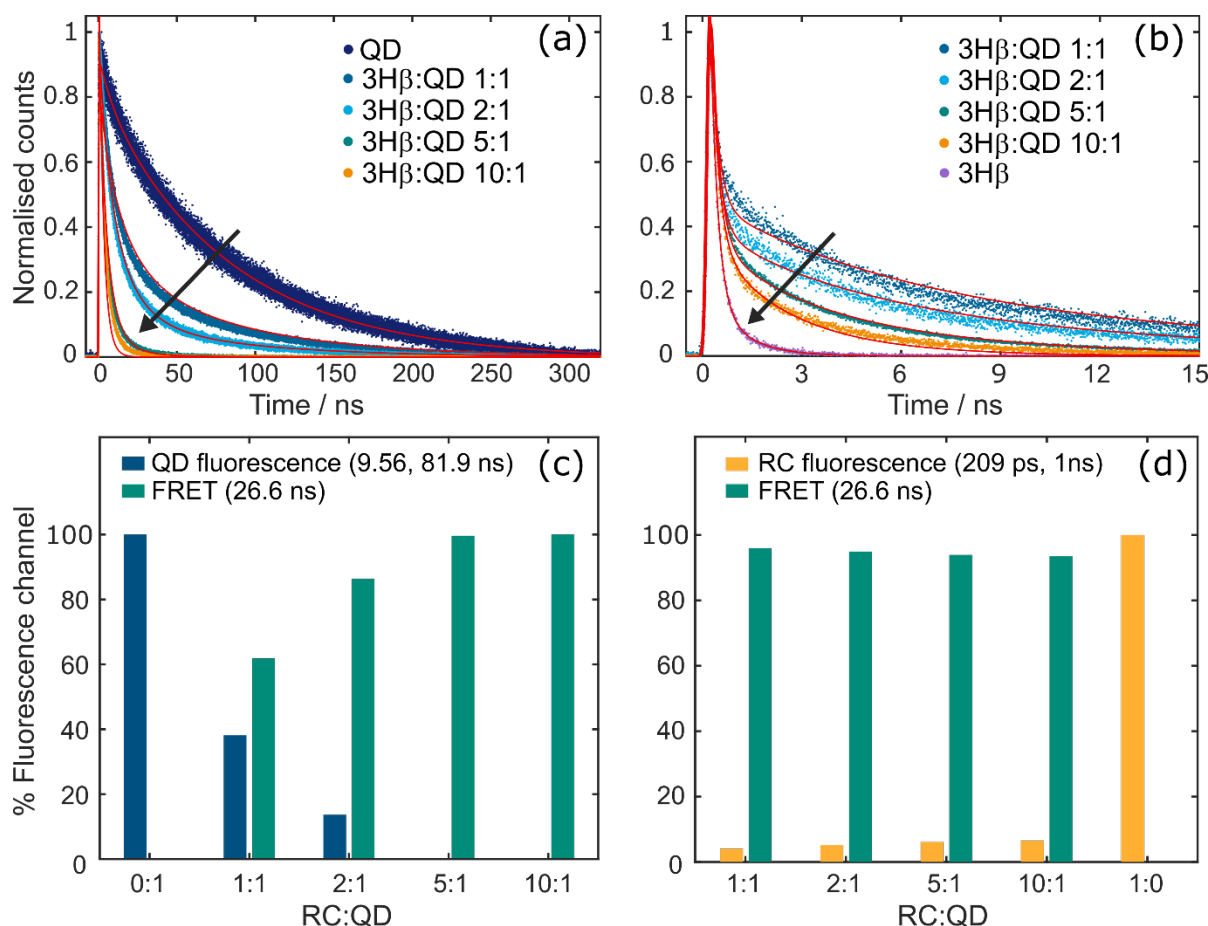 (a)
QD
3Hβ:QD 1:1
3Hβ:QD 2:1
3Hβ:QD 5:1
3Hβ:QD 10:1
Normalised counts
1
0.8
0.6
0.4
0.2
0
0 50 100 150 200 250 300
Time / ns
(b)
3Hβ:QD 1:1
3Hβ:QD 2:1
3Hβ:QD 5:1
3Hβ:QD 10:1
3Hβ
1
0.8
0.6
0.4
0.2
0
0 3 6 9 12 15
Time / ns
(c)
QD fluorescence (9.56, 81.9 ns)
FRET (26.6 ns)
% Fluorescence channel
100
80
60
40
20
0
0:1 1:1 2:1 5:1 10:1
RC:QD
(d)
RC fluorescence (209 ps, 1ns)
FRET (26.6 ns)
100
80
60
40
20
0
1:1 2:1 5:1 10:1 1:0
RC:QD